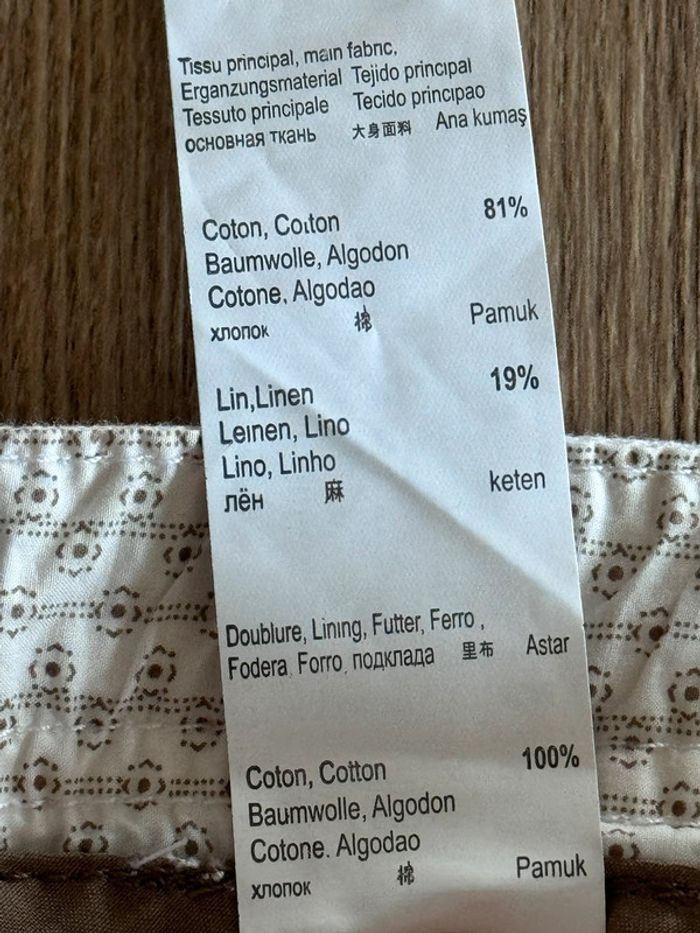 Tissu principal, main fabric,
Erganzungsmaterial Tejido principal
Tessuto principale Tecido principao
основная ткань 大身面料 Ana kumaş
Coton, Cotton 81%
Baumwolle, Algodon
Cotone, Algodao
хлопок 棉 Pamuk
Lin,Linen 19%
Leinen, Lino
Lino, Linho
лён 麻 keten
Doublure, Lining, Futter, Ferro ,
Fodera Forro, подклада 里布 Astar
Coton, Cotton 100%
Baumwolle, Algodon
Cotone. Algodao
хлопок 棉 Pamuk